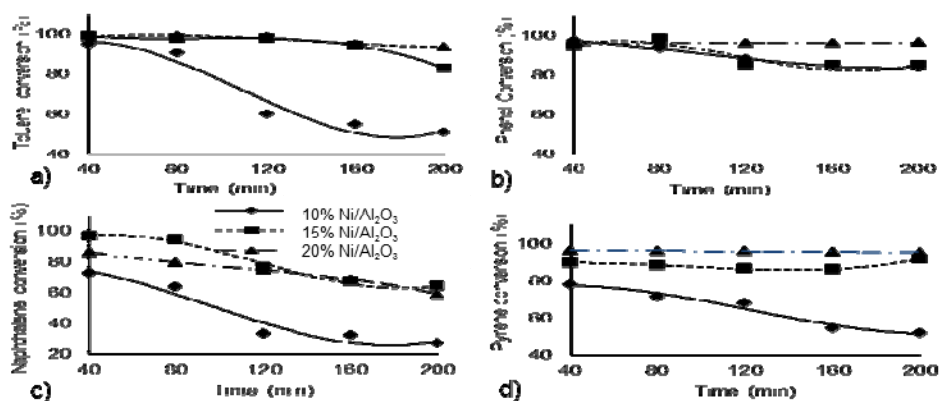 Toluene conversion (%)
100
80
60
40
40 80 120 160 200
a) Time (min)
Phenol Conversion (%)
100
80
60
40
40 80 120 160 200
b) Time (min)
Naphthalene conversion (%)
100
80
60
40
20
10% Ni/Al₂O₃
15% Ni/Al₂O₃
20% Ni/Al₂O₃
40 80 120 160 200
c) Time (min)
Pyrene conversion (%)
100
80
60
40
40 80 120 160 200
d) Time (min)